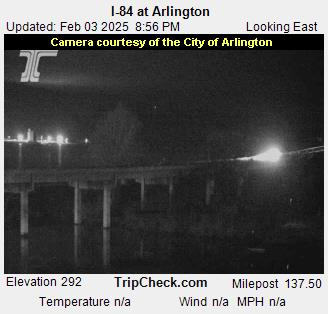 I-84 at Arlington
Updated: Feb 03 2025 8:56 PM Looking East
Camera courtesy of the City of Arlington
Elevation 292 TripCheck.com Milepost 137.50
Temperature n/a Wind n/a MPH n/a